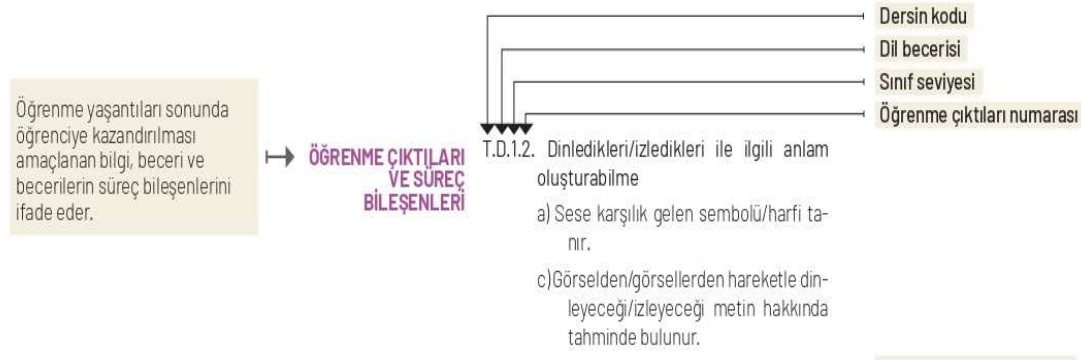 Dersin kodu
Dil becerisi
Sınıf seviyesi
Öğrenme çıktıları numarası
Öğrenme yaşantıları sonunda
öğrenciye kazandırılması
amaçlanan bilgi, beceri ve
becerilerin süreç bileşenlerini
ifade eder.
ÖĞRENME ÇIKTILARI
VE SÜREÇ
BİLEŞENLERİ
T.D.1.2. Dinledikleri/izledikleri ile ilgili anlam
oluşturabilme
a) Sese karşılık gelen sembolü/harfi ta-
nır.
c)Görselden/görsellerden hareketle din-
leyeceği/izleyeceği metin hakkında
tahminde bulunur.